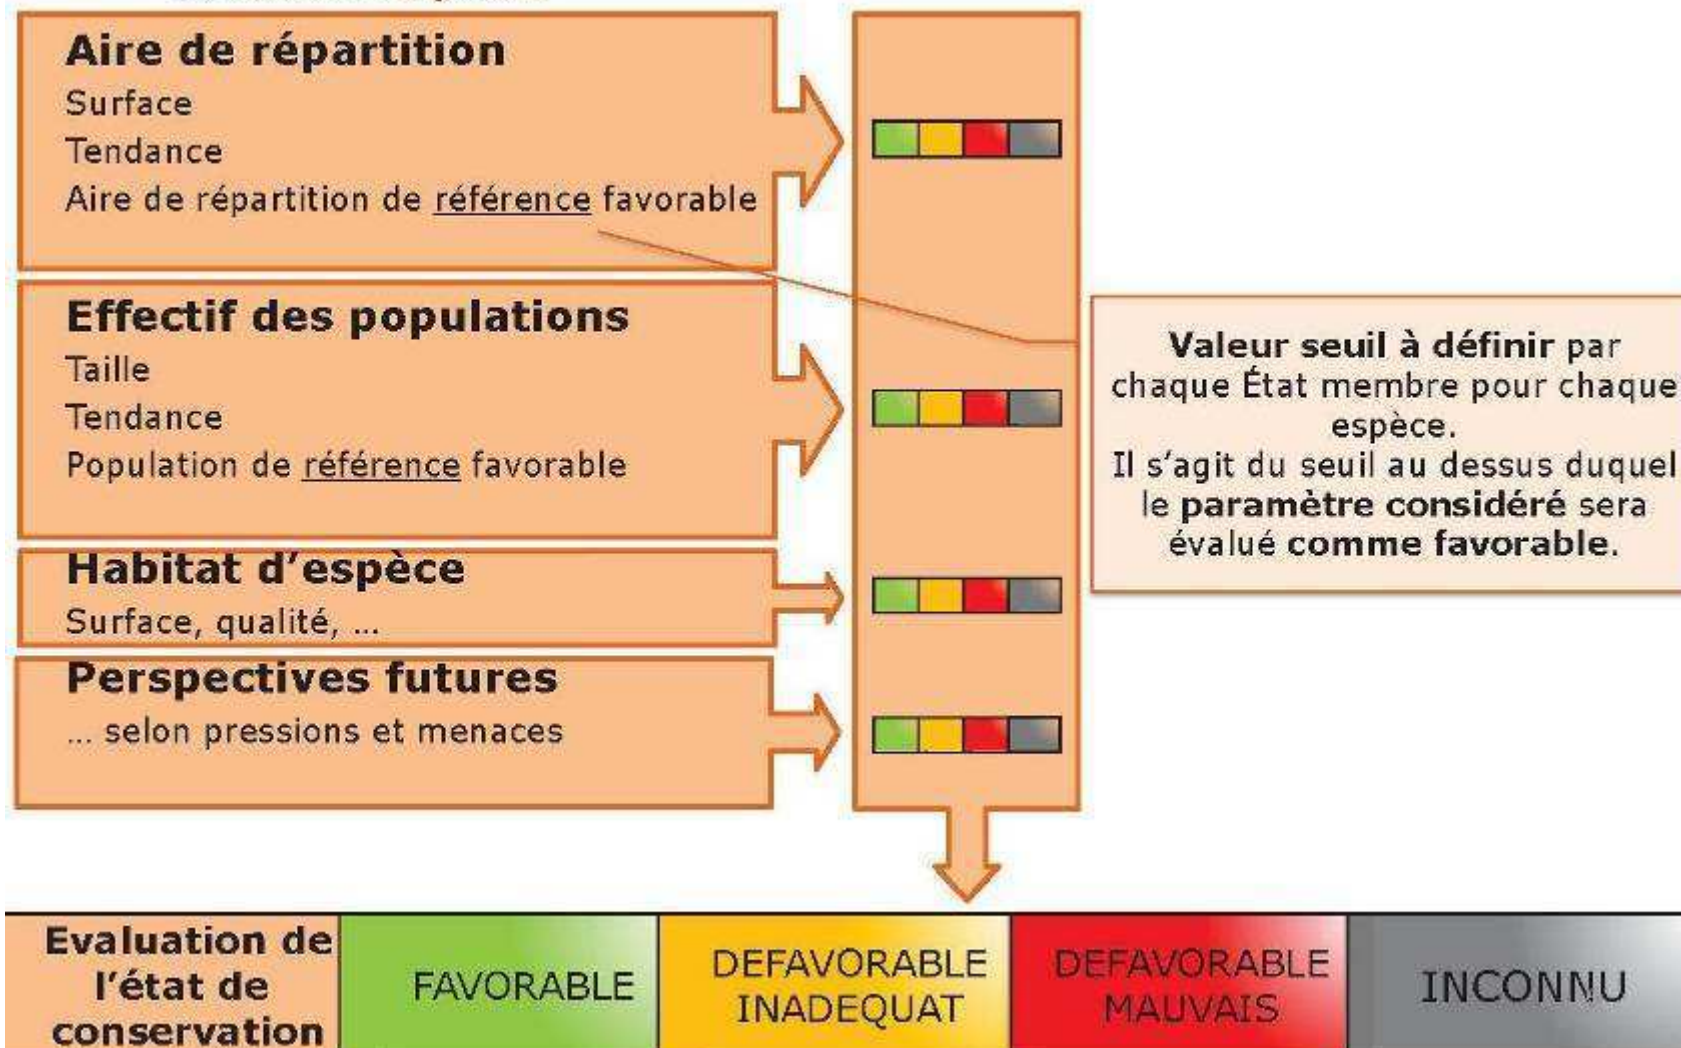 Aire de répartition
Surface
Tendance
Aire de répartition de référence favorable
Effectif des populations
Taille
Tendance
Population de référence favorable
Habitat d'espèce
Surface, qualité, ...
Perspectives futures
... selon pressions et menaces
Valeur seuil à définir par
chaque État membre pour chaque
espèce.
Il s'agit du seuil au dessus duquel
le paramètre considéré sera
évalué comme favorable.
Evaluation de
l'état de
conservation
FAVORABLE
DEFAVORABLE
INADEQUAT
DEFAVORABLE
MAUVAIS
INCONNU